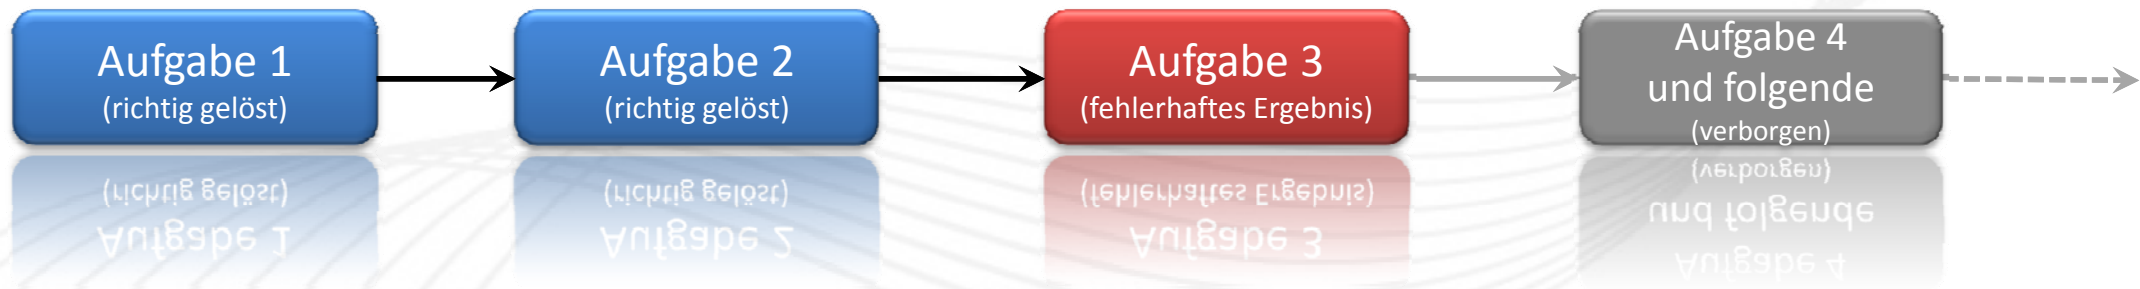 Aufgabe 1
(richtig gelöst)
Aufgabe 2
(richtig gelöst)
Aufgabe 3
(fehlerhaftes Ergebnis)
Aufgabe 4
und folgende
(verborgen)